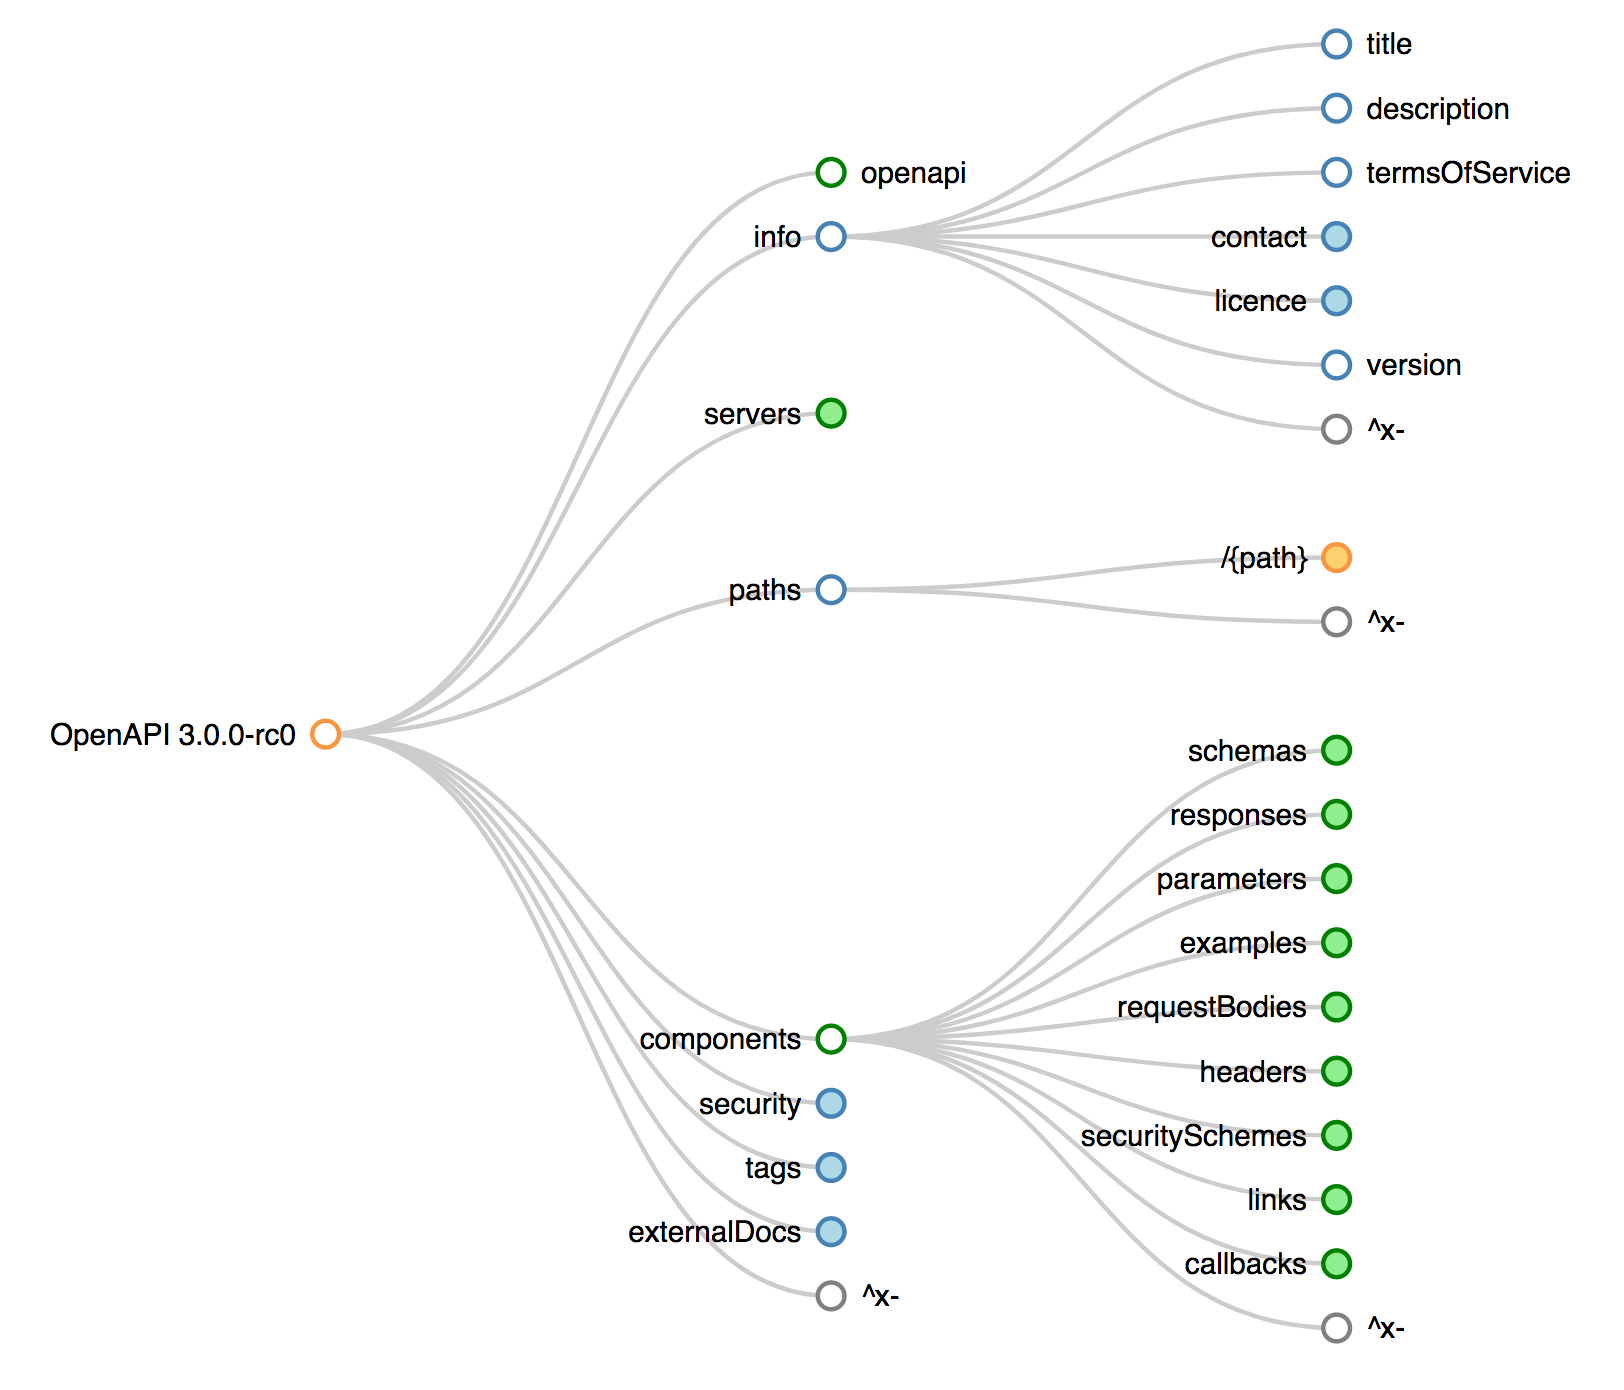 OpenAPI 3.0.0-rc0
openapi
info
title
description
termsOfService
contact
licence
version
^x-
servers
paths
/{path}
^x-
components
schemas
responses
parameters
examples
requestBodies
headers
securitySchemes
links
callbacks
^x-
security
tags
externalDocs
^x-